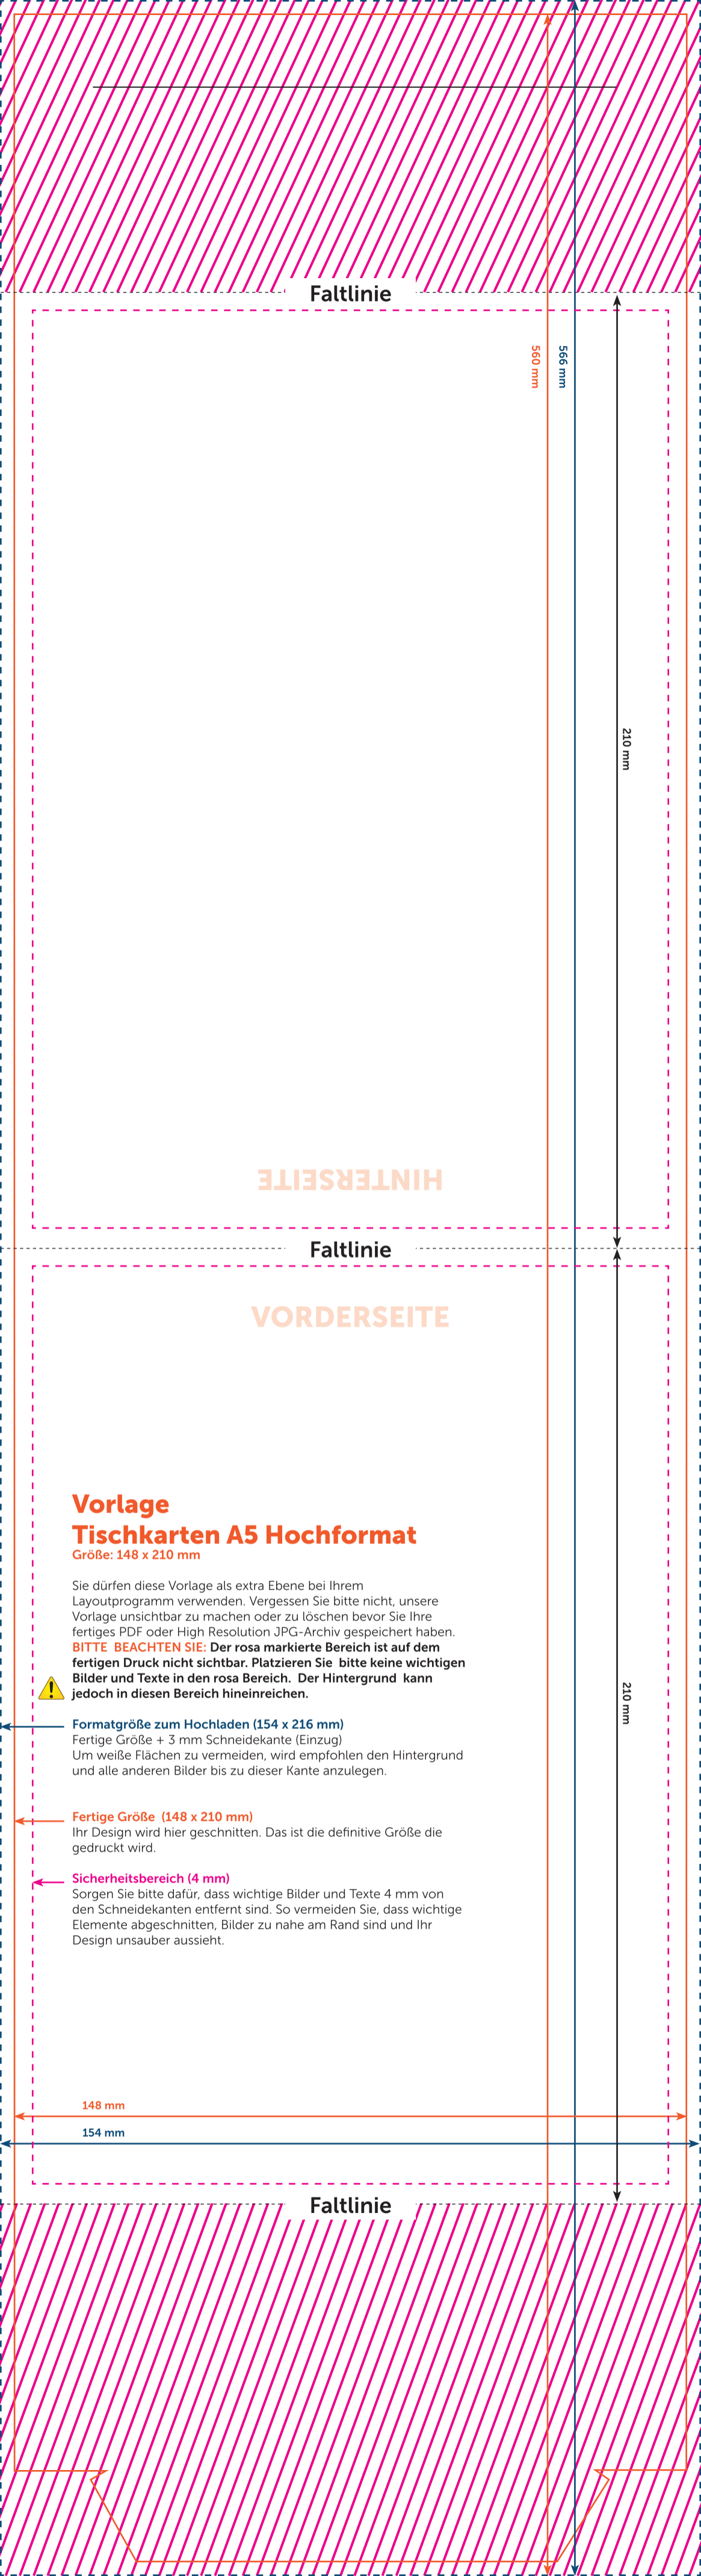 Faltlinie
560 mm
566 mm
210 mm
HINTERSEITE
Faltlinie
VORDERSEITE
Vorlage
Tischkarten A5 Hochformat
Größe: 148 x 210 mm
Sie dürfen diese Vorlage als extra Ebene bei Ihrem
Layoutprogramm verwenden. Vergessen Sie bitte nicht, unsere
Vorlage unsichtbar zu machen oder zu löschen bevor Sie Ihre
fertiges PDF oder High Resolution JPG-Archiv gespeichert haben.
BITTE BEACHTEN SIE: Der rosa markierte Bereich ist auf dem
fertigen Druck nicht sichtbar. Platzieren Sie bitte keine wichtigen
Bilder und Texte in den rosa Bereich. Der Hintergrund kann
jedoch in diesen Bereich hineinreichen.
210 mm
Formatgröße zum Hochladen (154 x 216 mm)
Fertige Größe + 3 mm Schneidekante (Einzug)
Um weiße Flächen zu vermeiden, wird empfohlen den Hintergrund
und alle anderen Bilder bis zu dieser Kante anzulegen.
Fertige Größe (148 x 210 mm)
Ihr Design wird hier geschnitten. Das ist die definitive Größe die
gedruckt wird.
Sicherheitsbereich (4 mm)
Sorgen Sie bitte dafür, dass wichtige Bilder und Texte 4 mm von
den Schneidekanten entfernt sind. So vermeiden Sie, dass wichtige
Elemente abgeschnitten, Bilder zu nahe am Rand sind und Ihr
Design unsauber aussieht.
148 mm
154 mm
Faltlinie